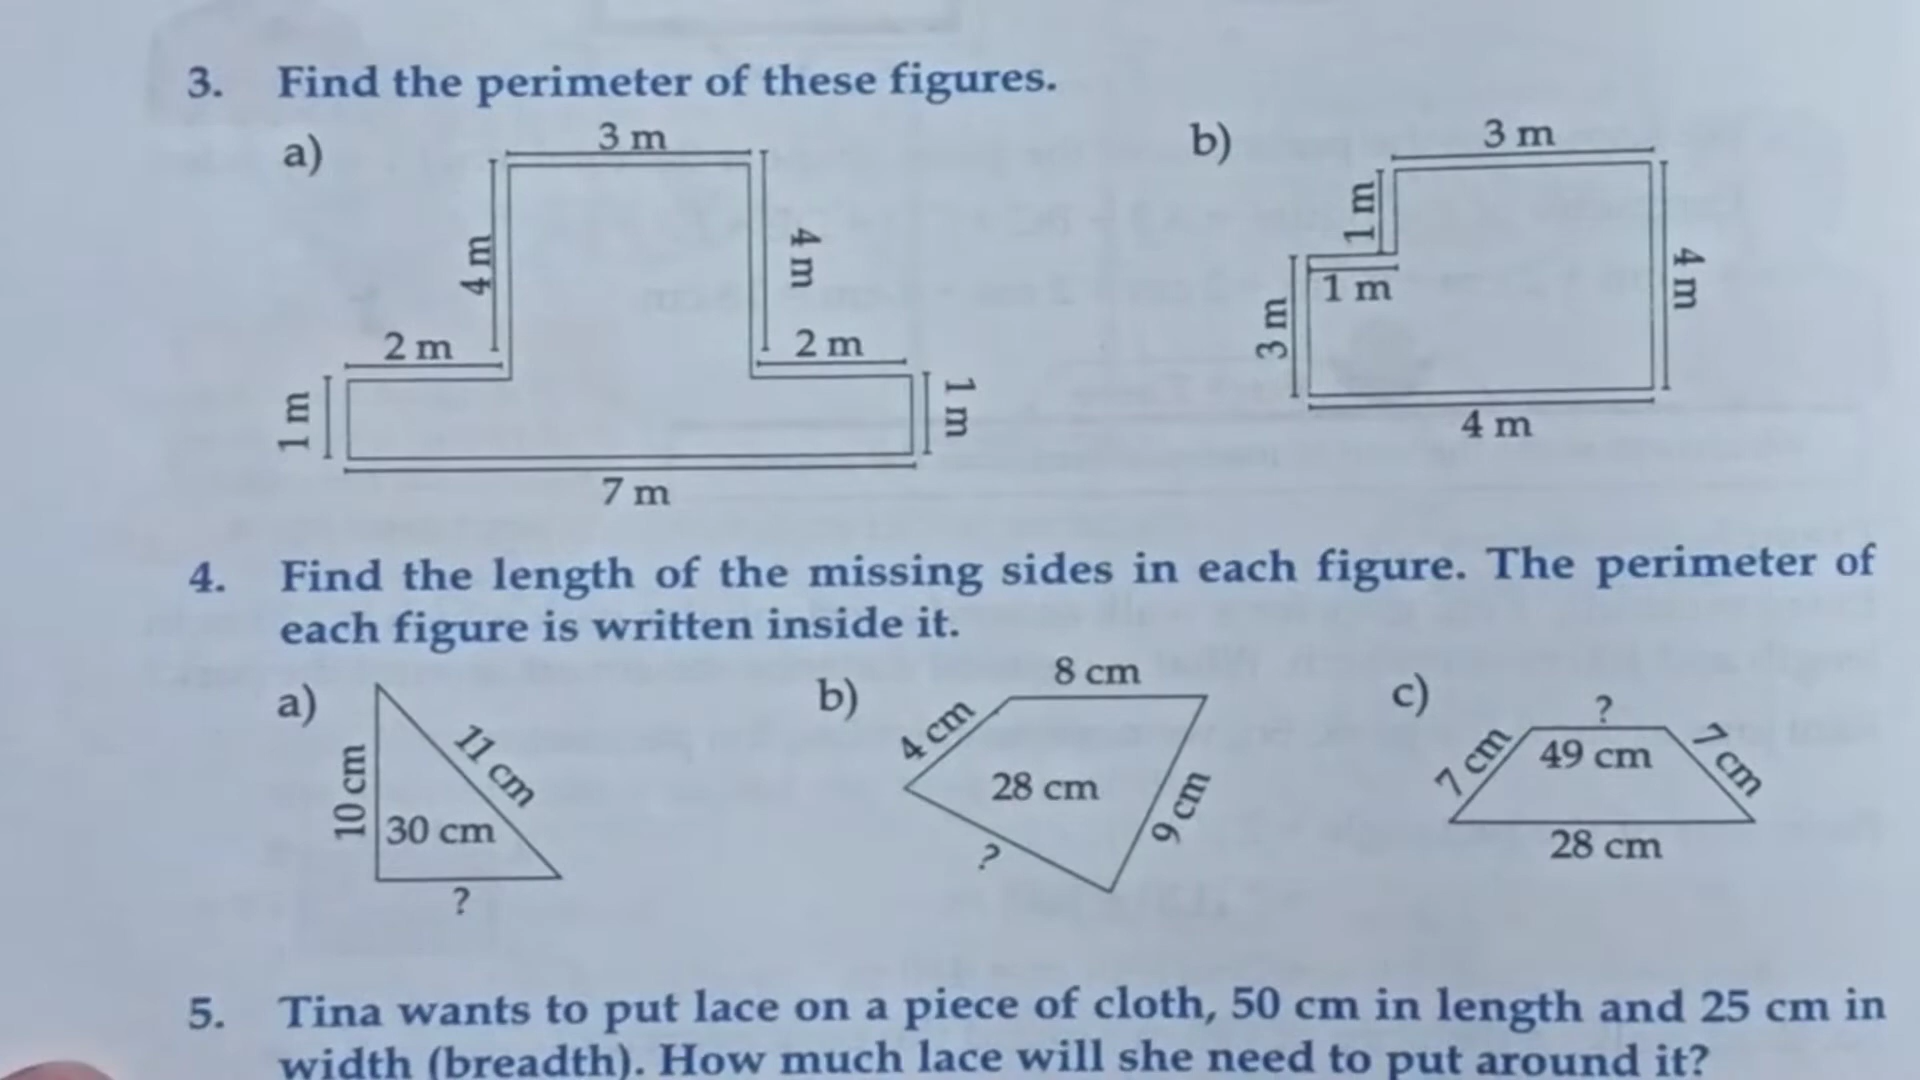 3. Find the perimeter of these figures.
a)
3 m
4 m
4 m
2 m
2 m
1 m
1 m
7 m
b)
3 m
1 m
1 m
3 m
4 m
4 m
4. Find the length of the missing sides in each figure. The perimeter of
each figure is written inside it.
a)
10 cm
11 cm
30 cm
?
b)
8 cm
4 cm
28 cm
9 cm
?
c)
?
7 cm
49 cm
7 cm
28 cm
5. Tina wants to put lace on a piece of cloth, 50 cm in length and 25 cm in
width (breadth). How much lace will she need to put around it?